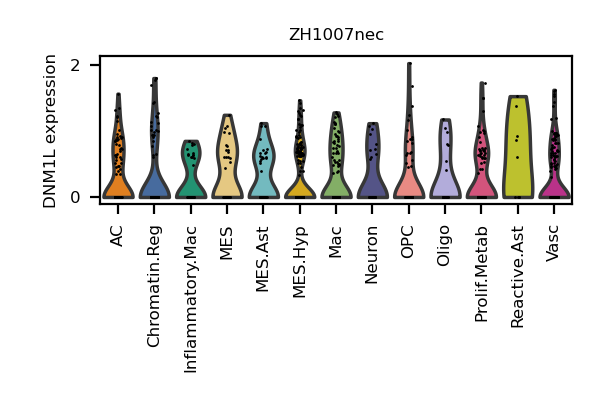 ZH1007nec
DNM1L expression
2
0
AC
Chromatin.Reg
Inflammatory.Mac
MES
MES.Ast
MES.Hyp
Mac
Neuron
OPC
Oligo
Prolif.Metab
Reactive.Ast
Vasc